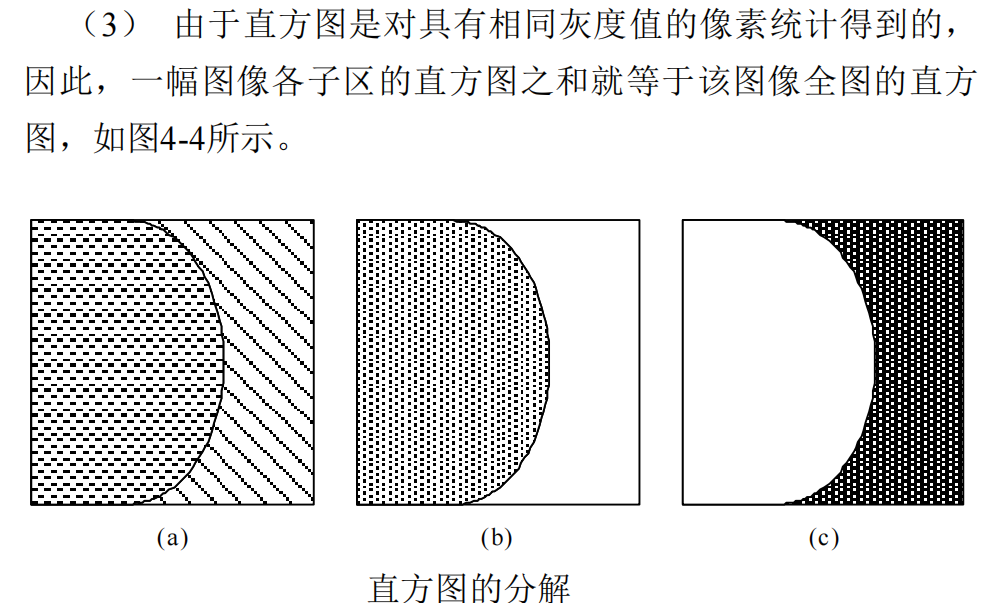 （3） 由于直方图是对具有相同灰度值的像素统计得到的，
因此，一幅图像各子区的直方图之和就等于该图像全图的直方
图，如图4-4所示。
(a)
(b)
(c)
直方图的分解